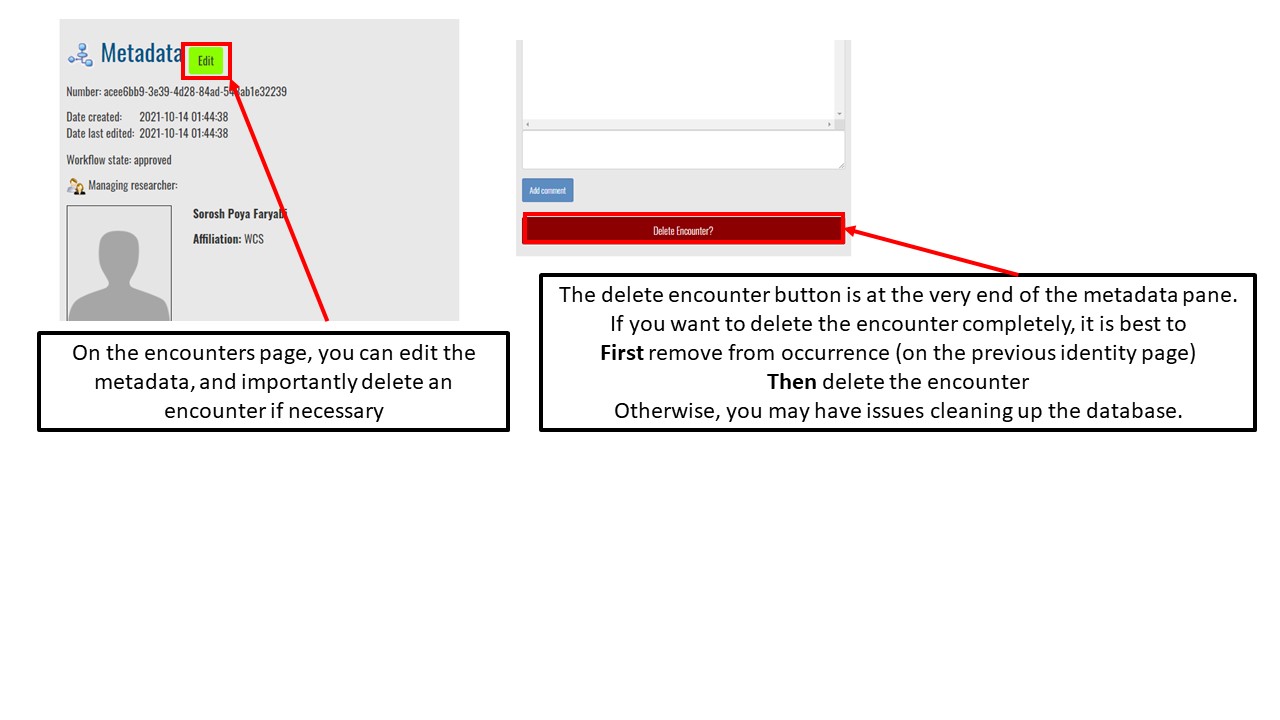 Metadata
Edit
Number: acee6bb9-3e39-4d28-84ad- ab1e32239
Date created: 2021-10-14 01:44:38
Date last edited: 2021-10-14 01:44:38
Workflow state: approved
Managing researcher:
Sorosh Poya Faryabi
Affiliation: WCS
On the encounters page, you can edit the
metadata, and importantly delete an
encounter if necessary
Add comment
Delete Encounter?
The delete encounter button is at the very end of the metadata pane.
If you want to delete the encounter completely, it is best to
First remove from occurrence (on the previous identity page)
Then delete the encounter
Otherwise, you may have issues cleaning up the database.